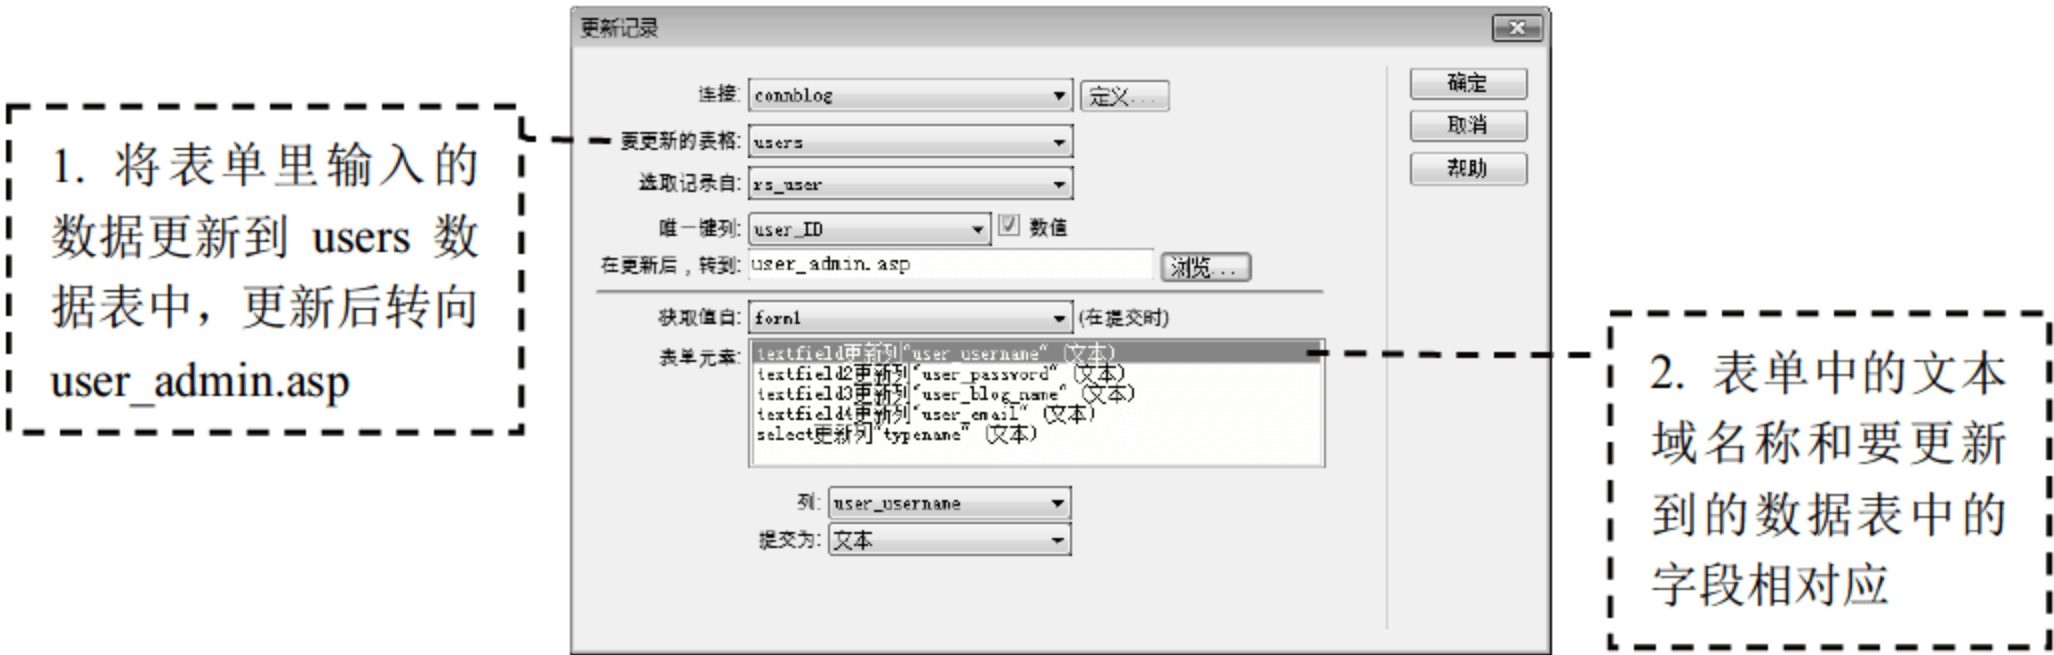 更新记录
连接: connblog 定义...
要更新的表格: users
选取记录自: rs_user
唯一键列: user_ID 数值
在更新后，转到: user_admin.asp 浏览...
获取值自: form1 (在提交时)
表单元素: textfield更新列"user_username" (文本)
textfield2更新列"user_password" (文本)
textfield3更新列"user_blog_name" (文本)
textfield4更新列"user_email" (文本)
select更新列"typename" (文本)
列: user_username
提交为: 文本
确定
取消
帮助
1. 将表单里输入的
数据更新到 users 数
据表中，更新后转向
user_admin.asp
2. 表单中的文本
域名称和要更新
到的数据表中的
字段相对应